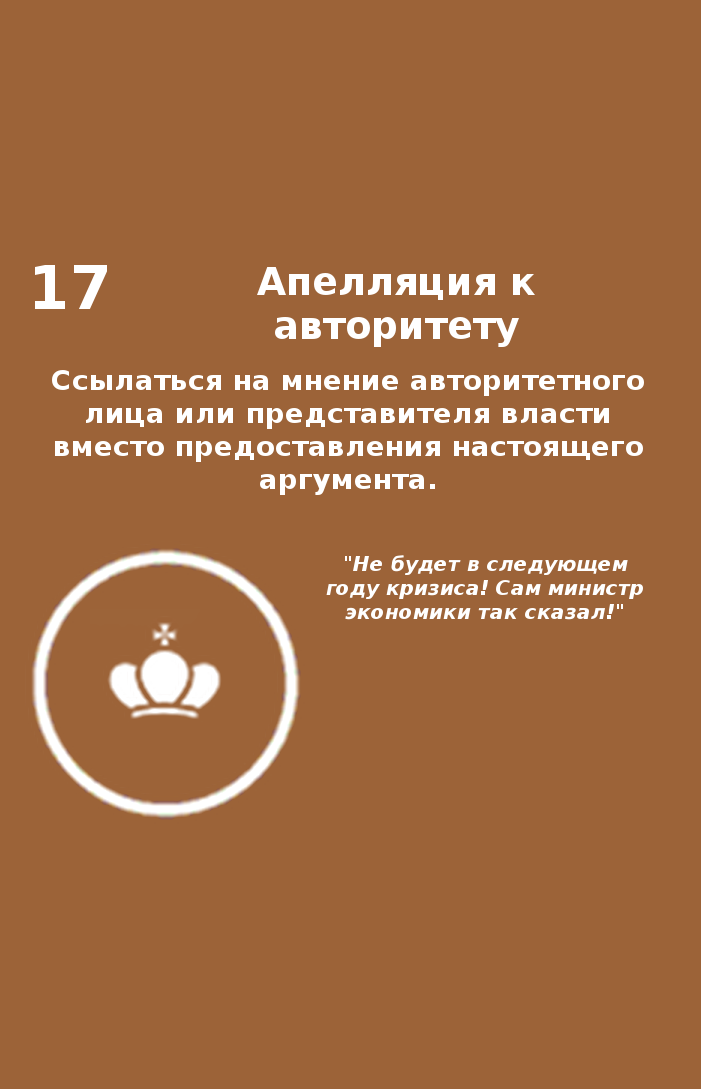 17
Апелляция к
авторитету
Ссылаться на мнение авторитетного
лица или представителя власти
вместо предоставления настоящего
аргумента.
"Не будет в следующем
году кризиса! Сам министр
экономики так сказал!"